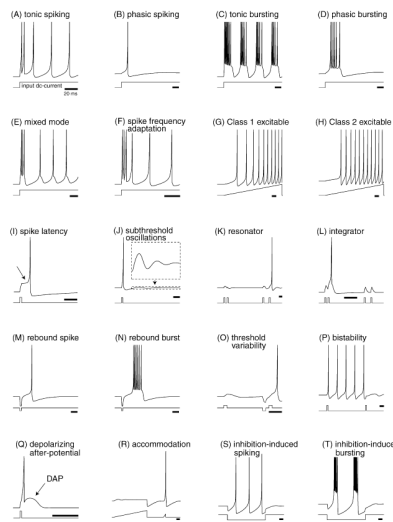 (A) tonic spiking
(B) phasic spiking
(C) tonic bursting
(D) phasic bursting
input dc-current
20 ms
(E) mixed mode
(F) spike frequency
adaptation
(G) Class 1 excitable
(H) Class 2 excitable
(I) spike latency
(J) subthreshold
oscillations
(K) resonator
(L) integrator
(M) rebound spike
(N) rebound burst
(O) threshold
variability
(P) bistability
(Q) depolarizing
after-potential
DAP
(R) accommodation
(S) inhibition-induced
spiking
(T) inhibition-induce
bursting